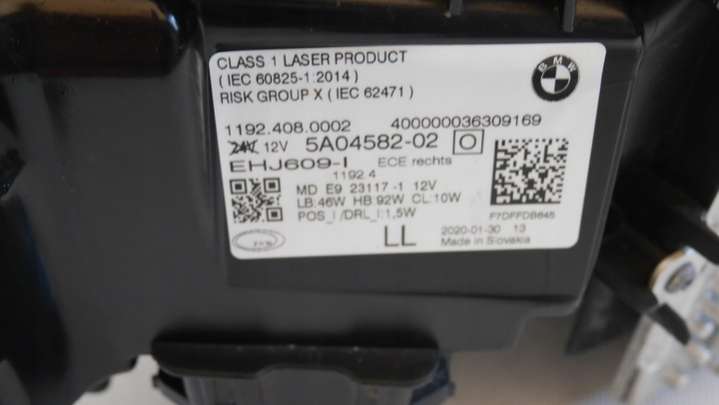 CLASS 1 LASER PRODUCT
(IEC 60825-1:2014)
RISK GROUP X (IEC 62471)
BMW
1192.408.0002 400000036309169
24V 12V 5A04582-02
EHJ609-I ECE rechts
1192.4
MD E9 23117-1 12V
LB:46W HB:92W CL:10W
POS_I/DRL_I:1,5W
F7DFFDB645
LL
2020-01-30 13
Made in Slovakia